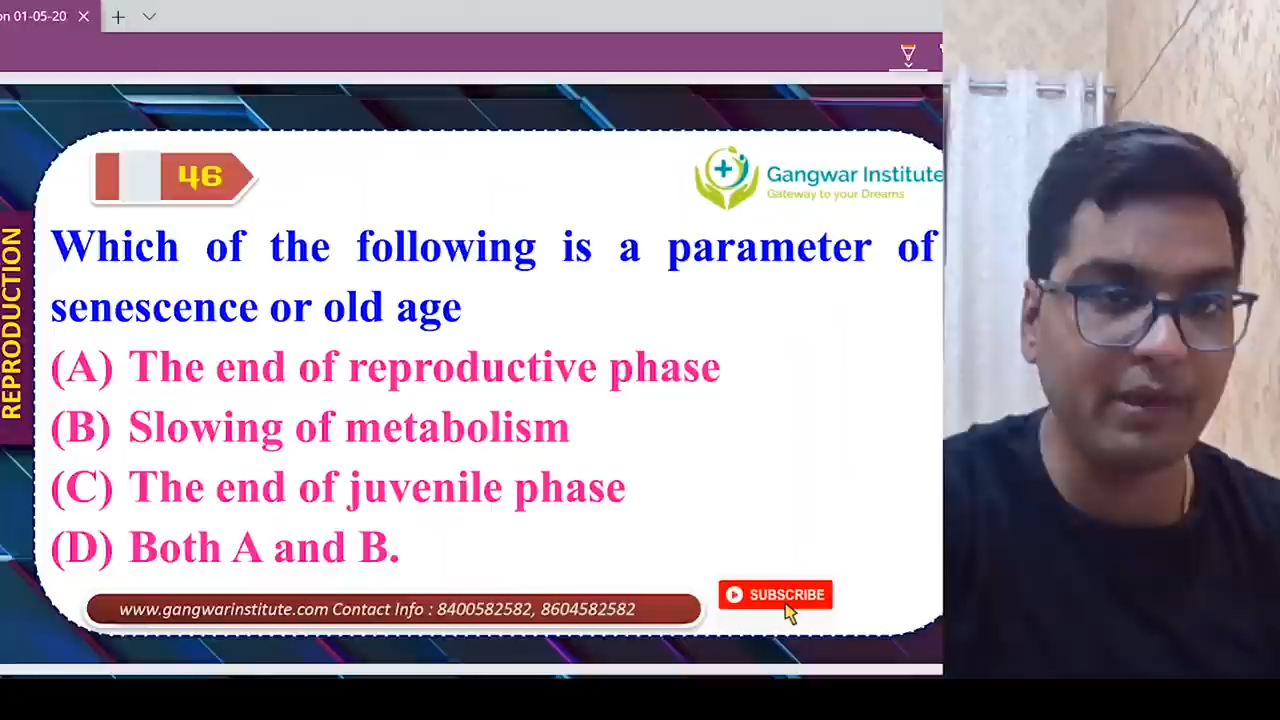 on 01-05-20
46
Gangwar Institute
Gateway to your Dreams
REPRODUCTION
Which of the following is a parameter of
senescence or old age
(A) The end of reproductive phase
(B) Slowing of metabolism
(C) The end of juvenile phase
(D) Both A and B.
www.gangwarinstitute.com Contact Info : 8400582582, 8604582582
SUBSCRIBE